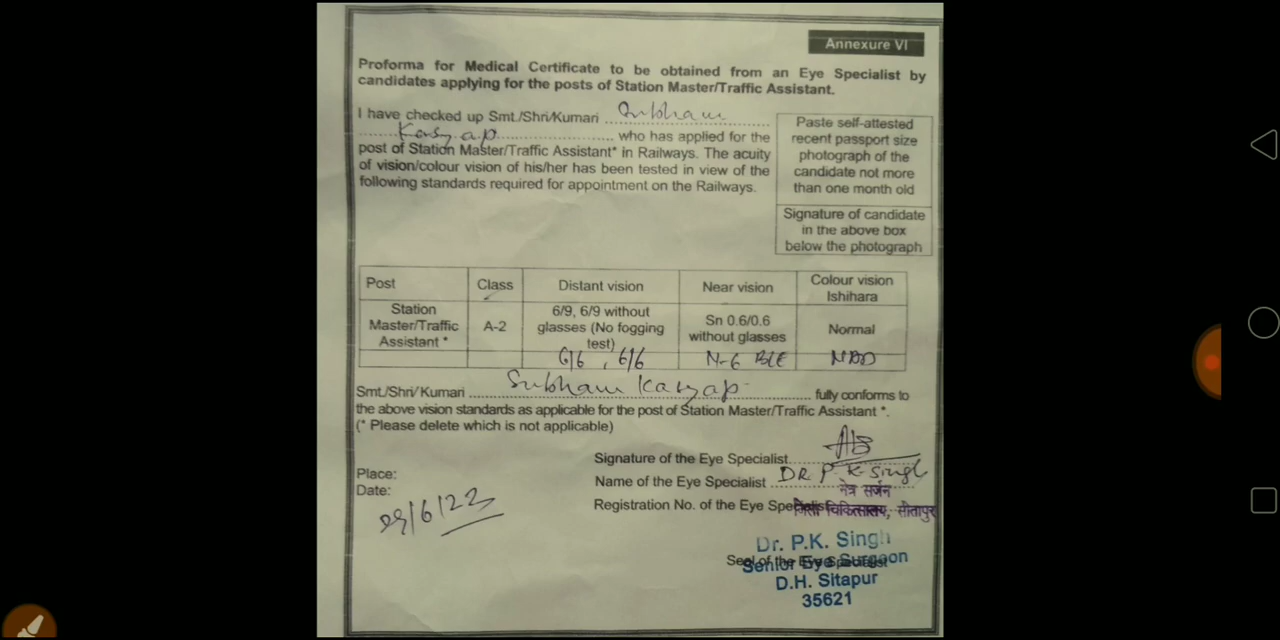 Annexure VI
Proforma for Medical Certificate to be obtained from an Eye Specialist by
candidates applying for the posts of Station Master/Traffic Assistant.
I have checked up Smt./Shri/Kumari Subham
Kasyap who has applied for the
post of Station Master/Traffic Assistant* in Railways. The acuity
of vision/colour vision of his/her has been tested in view of the
following standards required for appointment on the Railways.
Paste self-attested
recent passport size
photograph of the
candidate not more
than one month old
Signature of candidate
in the above box
below the photograph
Post Class Distant vision Near vision Colour vision Ishihara
Station Master/Traffic Assistant * A-2 6/9, 6/9 without glasses (No fogging test) Sn 0.6/0.6 without glasses Normal
6/6 , 6/6 N-6 BLE NAD
Smt./Shri/Kumari Subham Kasyap fully conforms to
the above vision standards as applicable for the post of Station Master/Traffic Assistant *.
(* Please delete which is not applicable)
Signature of the Eye Specialist
Name of the Eye Specialist DR P. K. Singh
नेत्र सर्जन
Registration No. of the Eye Specialist
जिला चिकित्सालय, सीतापुर
Place:
Date:
/6/22
Dr. P.K. Singh
Seal of the Eye Specialist
Senior Eye Surgeon
D.H. Sitapur
35621